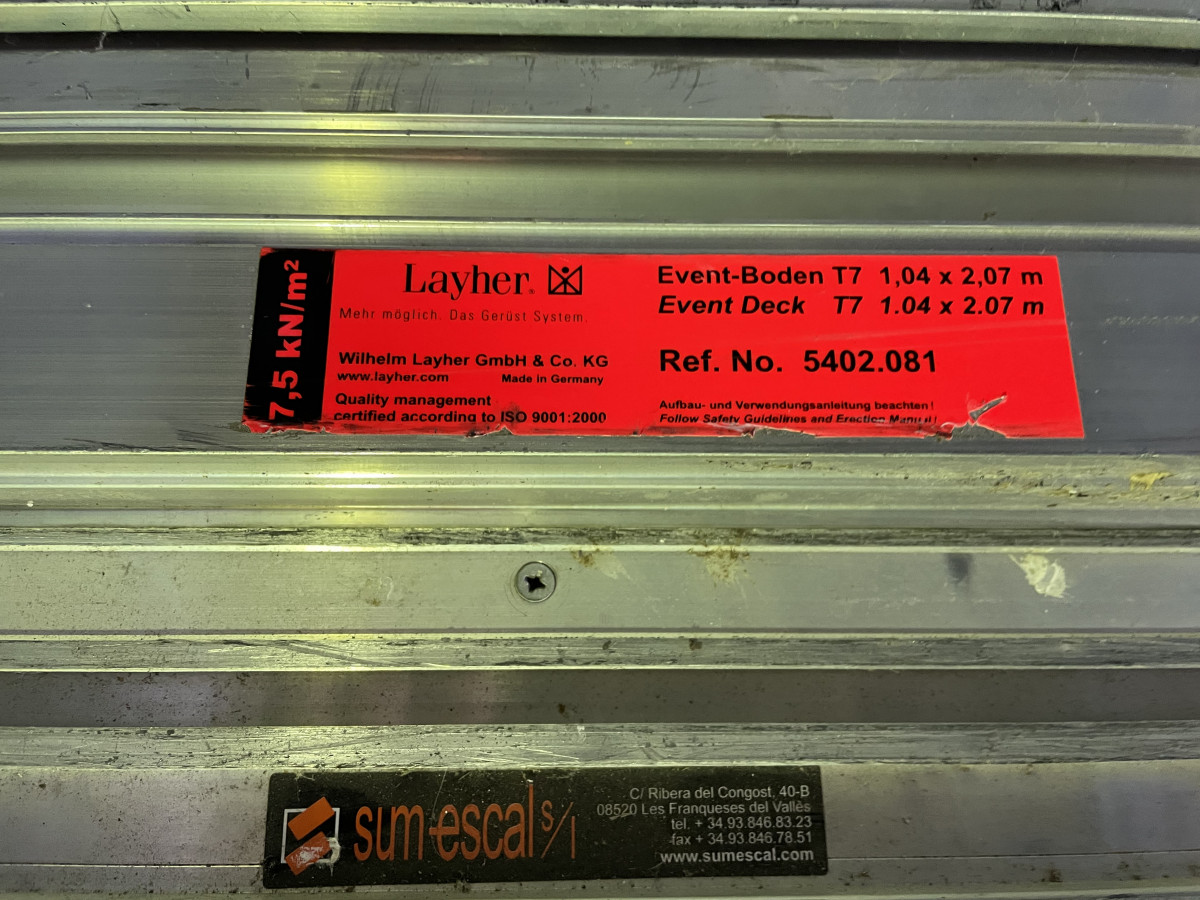 7,5 kN/m²
Layher®
Mehr möglich. Das Gerüst System.
Wilhelm Layher GmbH & Co. KG
www.layher.com Made in Germany
Quality management
certified according to ISO 9001:2000
Event-Boden T7 1,04 x 2,07 m
Event Deck T7 1.04 x 2.07 m
Ref. No. 5402.081
Aufbau- und Verwendungsanleitung beachten!
Follow Safety Guidelines and Erection Manual!
sum-escal s/l
C/ Ribera del Congost, 40-B
08520 Les Franqueses del Vallès
tel. + 34.93.846.83.23
fax + 34.93.846.78.51
www.sumescal.com